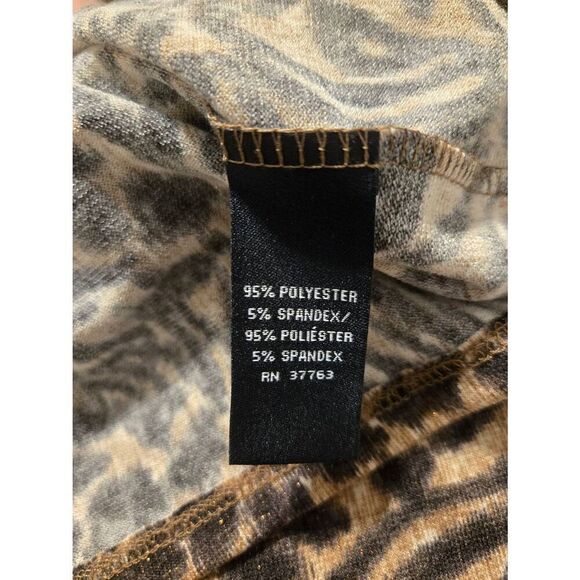 95% POLYESTER
5% SPANDEX/
95% POLIÉSTER
5% SPANDEX
RN 37763